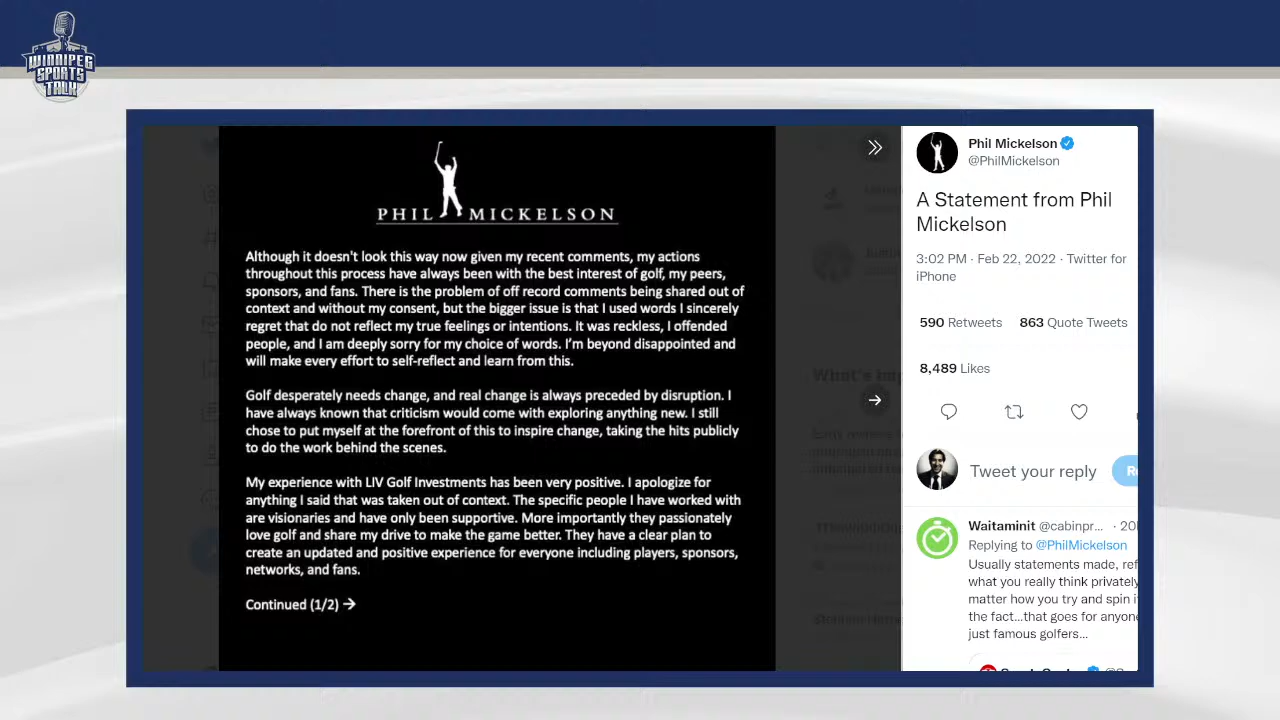 WINNIPEG
SPORTS
TALK
PHIL MICKELSON
Although it doesn't look this way now given my recent comments, my actions
throughout this process have always been with the best interest of golf, my peers,
sponsors, and fans. There is the problem of off record comments being shared out of
context and without my consent, but the bigger issue is that I used words I sincerely
regret that do not reflect my true feelings or intentions. It was reckless, I offended
people, and I am deeply sorry for my choice of words. I'm beyond disappointed and
will make every effort to self-reflect and learn from this.
Golf desperately needs change, and real change is always preceded by disruption. I
have always known that criticism would come with exploring anything new. I still
chose to put myself at the forefront of this to inspire change, taking the hits publicly
to do the work behind the scenes.
My experience with LIV Golf Investments has been very positive. I apologize for
anything I said that was taken out of context. The specific people I have worked with
are visionaries and have only been supportive. More importantly they passionately
love golf and share my drive to make the game better. They have a clear plan to
create an updated and positive experience for everyone including players, sponsors,
networks, and fans.
Continued (1/2) →
What's
Phil Mickelson
@PhilMickelson
A Statement from Phil
Mickelson
3:02 PM · Feb 22, 2022 · Twitter for
iPhone
590 Retweets 863 Quote Tweets
8,489 Likes
Tweet your reply
Waitaminit @cabinpr... · 20
Replying to @PhilMickelson
Usually statements made, ref
what you really think privately
matter how you try and spin
the fact...that goes for anyone
just famous golfers...